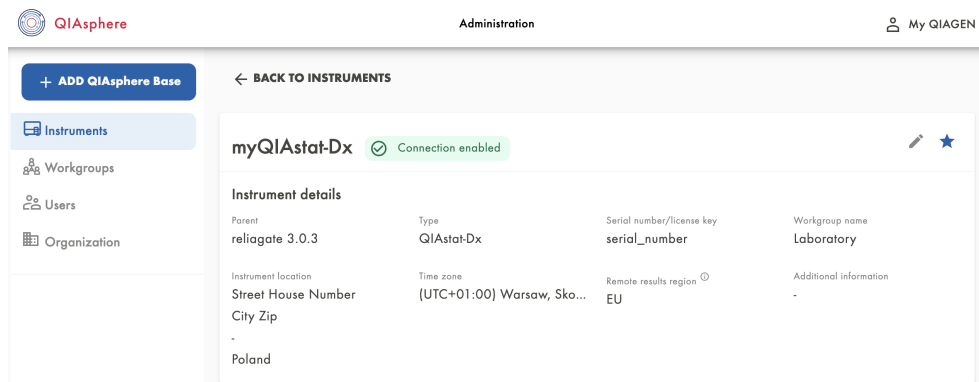 QIAsphere
Administration
My QIAGEN
+ ADD QIAsphere Base
Instruments
Workgroups
Users
Organization
← BACK TO INSTRUMENTS
myQIAstat-Dx
Connection enabled
Instrument details
Parent
reliagate 3.0.3
Type
QIAstat-Dx
Serial number/license key
serial_number
Workgroup name
Laboratory
Instrument location
Street House Number
City Zip
-
Poland
Time zone
(UTC+01:00) Warsaw, Sko...
Remote results region
EU
Additional information
-